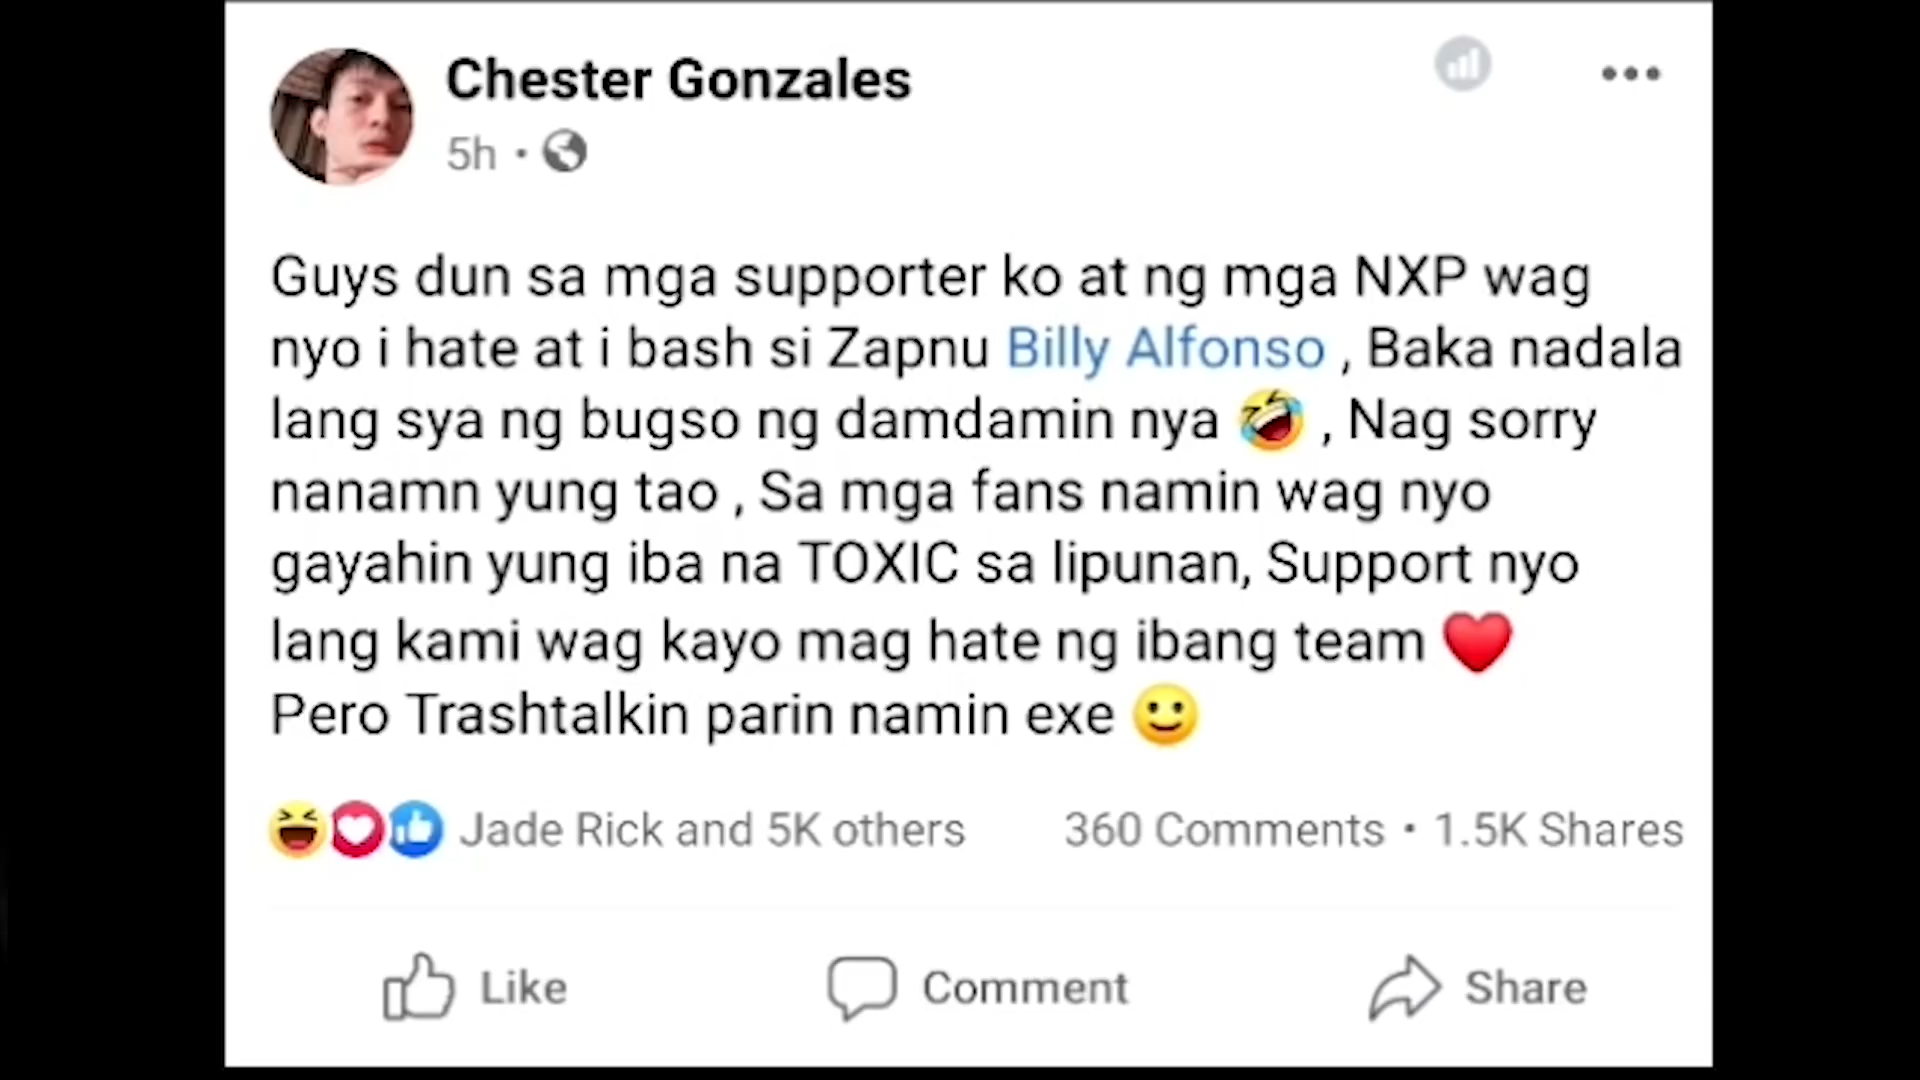 Chester Gonzales
5h ·
Guys dun sa mga supporter ko at ng mga NXP wag
nyo i hate at i bash si Zapnu Billy Alfonso , Baka nadala
lang sya ng bugso ng damdamin nya 🤣 , Nag sorry
nanamn yung tao , Sa mga fans namin wag nyo
gayahin yung iba na TOXIC sa lipunan, Support nyo
lang kami wag kayo mag hate ng ibang team ❤️
Pero Trashtalkin parin namin exe 🙂
Jade Rick and 5K others 360 Comments • 1.5K Shares
Like Comment Share